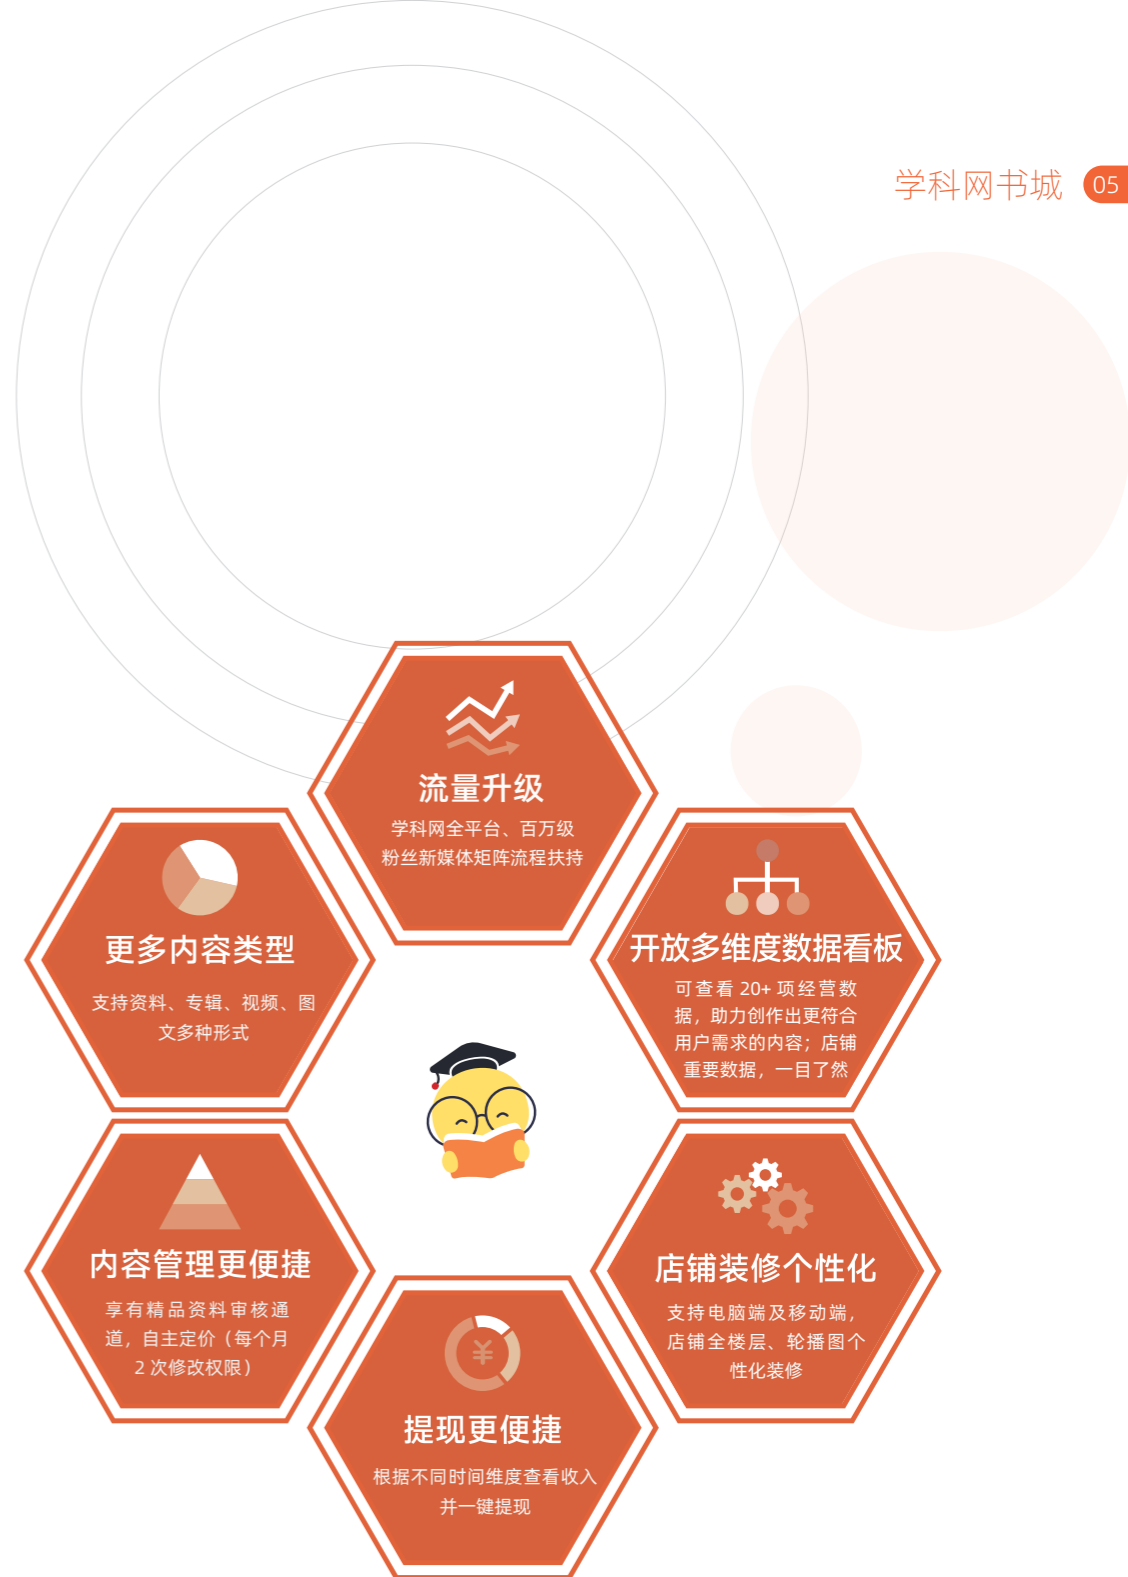 学科网书城 05
流量升级
学科网全平台、百万级
粉丝新媒体矩阵流程扶持
更多内容类型
支持资料、专辑、视频、图
文多种形式
开放多维度数据看板
可查看 20+ 项经营数
据，助力创作出更符合
用户需求的内容；店铺
重要数据，一目了然
内容管理更便捷
享有精品资料审核通
道，自主定价（每个月
2 次修改权限）
店铺装修个性化
支持电脑端及移动端，
店铺全楼层、轮播图个
性化装修
¥
提现更便捷
根据不同时间维度查看收入
并一键提现